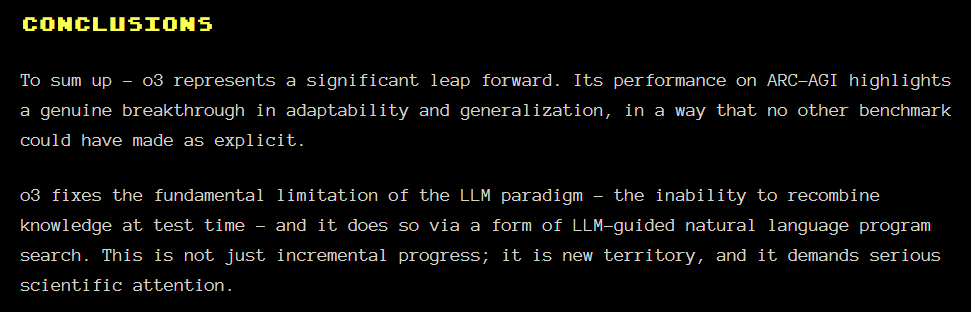 CONCLUSIONS
To sum up – o3 represents a significant leap forward. Its performance on ARC-AGI highlights
a genuine breakthrough in adaptability and generalization, in a way that no other benchmark
could have made as explicit.
o3 fixes the fundamental limitation of the LLM paradigm – the inability to recombine
knowledge at test time – and it does so via a form of LLM-guided natural language program
search. This is not just incremental progress; it is new territory, and it demands serious
scientific attention.